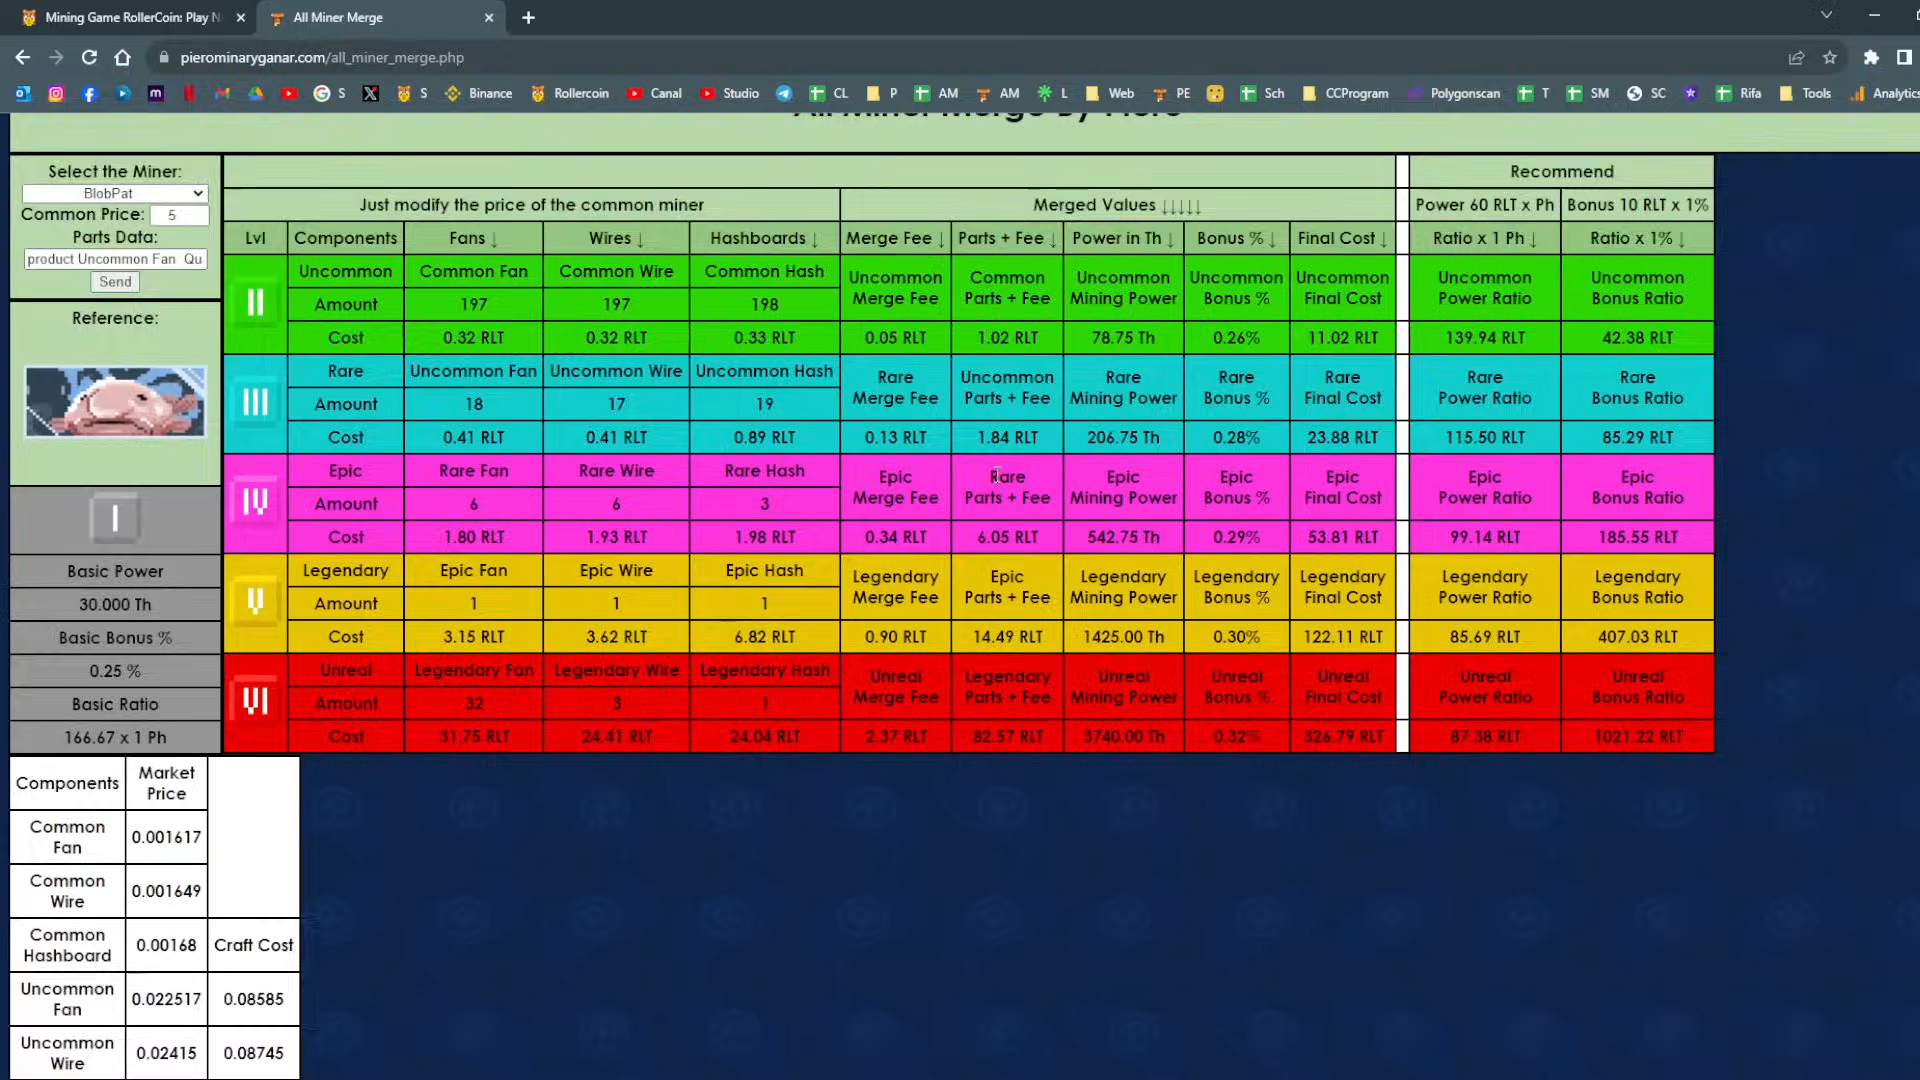 Mining Game RollerCoin: Play N
All Miner Merge
pierominaryganar.com/all_miner_merge.php
S
S
Binance
Rollercoin
Canal
Studio
CL
P
AM
AM
L
Web
PE
Sch
CCProgram
Polygonscan
T
SM
SC
Rifa
Tools
Analytics
All Miner Merge by Piero
Select the Miner:
BlobPat
Common Price: 5
Parts Data:
product Uncommon Fan Qu
Send
Reference:
I
Basic Power
30.000 Th
Basic Bonus %
0.25 %
Basic Ratio
166.67 x 1 Ph
Recommend
Just modify the price of the common miner
Merged Values ↓↓↓↓↓
Power 60 RLT x Ph
Bonus 10 RLT x 1%
Lvl
Components
Fans ↓
Wires ↓
Hashboards ↓
Merge Fee ↓
Parts + Fee ↓
Power in Th ↓
Bonus % ↓
Final Cost ↓
Ratio x 1 Ph ↓
Ratio x 1% ↓
II
Uncommon
Common Fan
Common Wire
Common Hash
Uncommon
Merge Fee
Common
Parts + Fee
Uncommon
Mining Power
Uncommon
Bonus %
Uncommon
Final Cost
Uncommon
Power Ratio
Uncommon
Bonus Ratio
Amount
197
197
198
Cost
0.32 RLT
0.32 RLT
0.33 RLT
0.05 RLT
1.02 RLT
78.75 Th
0.26%
11.02 RLT
139.94 RLT
42.38 RLT
III
Rare
Uncommon Fan
Uncommon Wire
Uncommon Hash
Rare
Merge Fee
Uncommon
Parts + Fee
Rare
Mining Power
Rare
Bonus %
Rare
Final Cost
Rare
Power Ratio
Rare
Bonus Ratio
Amount
18
17
19
Cost
0.41 RLT
0.41 RLT
0.89 RLT
0.13 RLT
1.84 RLT
206.75 Th
0.28%
23.88 RLT
115.50 RLT
85.29 RLT
IV
Epic
Rare Fan
Rare Wire
Rare Hash
Epic
Merge Fee
Rare
Parts + Fee
Epic
Mining Power
Epic
Bonus %
Epic
Final Cost
Epic
Power Ratio
Epic
Bonus Ratio
Amount
6
6
3
Cost
1.80 RLT
1.93 RLT
1.98 RLT
0.34 RLT
6.05 RLT
542.75 Th
0.29%
53.81 RLT
99.14 RLT
185.55 RLT
V
Legendary
Epic Fan
Epic Wire
Epic Hash
Legendary
Merge Fee
Epic
Parts + Fee
Legendary
Mining Power
Legendary
Bonus %
Legendary
Final Cost
Legendary
Power Ratio
Legendary
Bonus Ratio
Amount
1
1
1
Cost
3.15 RLT
3.62 RLT
6.82 RLT
0.90 RLT
14.49 RLT
1425.00 Th
0.30%
122.11 RLT
85.69 RLT
407.03 RLT
VI
Unreal
Legendary Fan
Legendary Wire
Legendary Hash
Unreal
Merge Fee
Legendary
Parts + Fee
Unreal
Mining Power
Unreal
Bonus %
Unreal
Final Cost
Unreal
Power Ratio
Unreal
Bonus Ratio
Amount
32
3
1
Cost
31.75 RLT
24.41 RLT
24.04 RLT
2.37 RLT
82.57 RLT
3740.00 Th
0.32%
326.79 RLT
87.38 RLT
1021.22 RLT
Components
Market
Price
Common
Fan
0.001617
Common
Wire
0.001649
Common
Hashboard
0.00168
Craft Cost
Uncommon
Fan
0.022517
0.08585
Uncommon
Wire
0.02415
0.08745